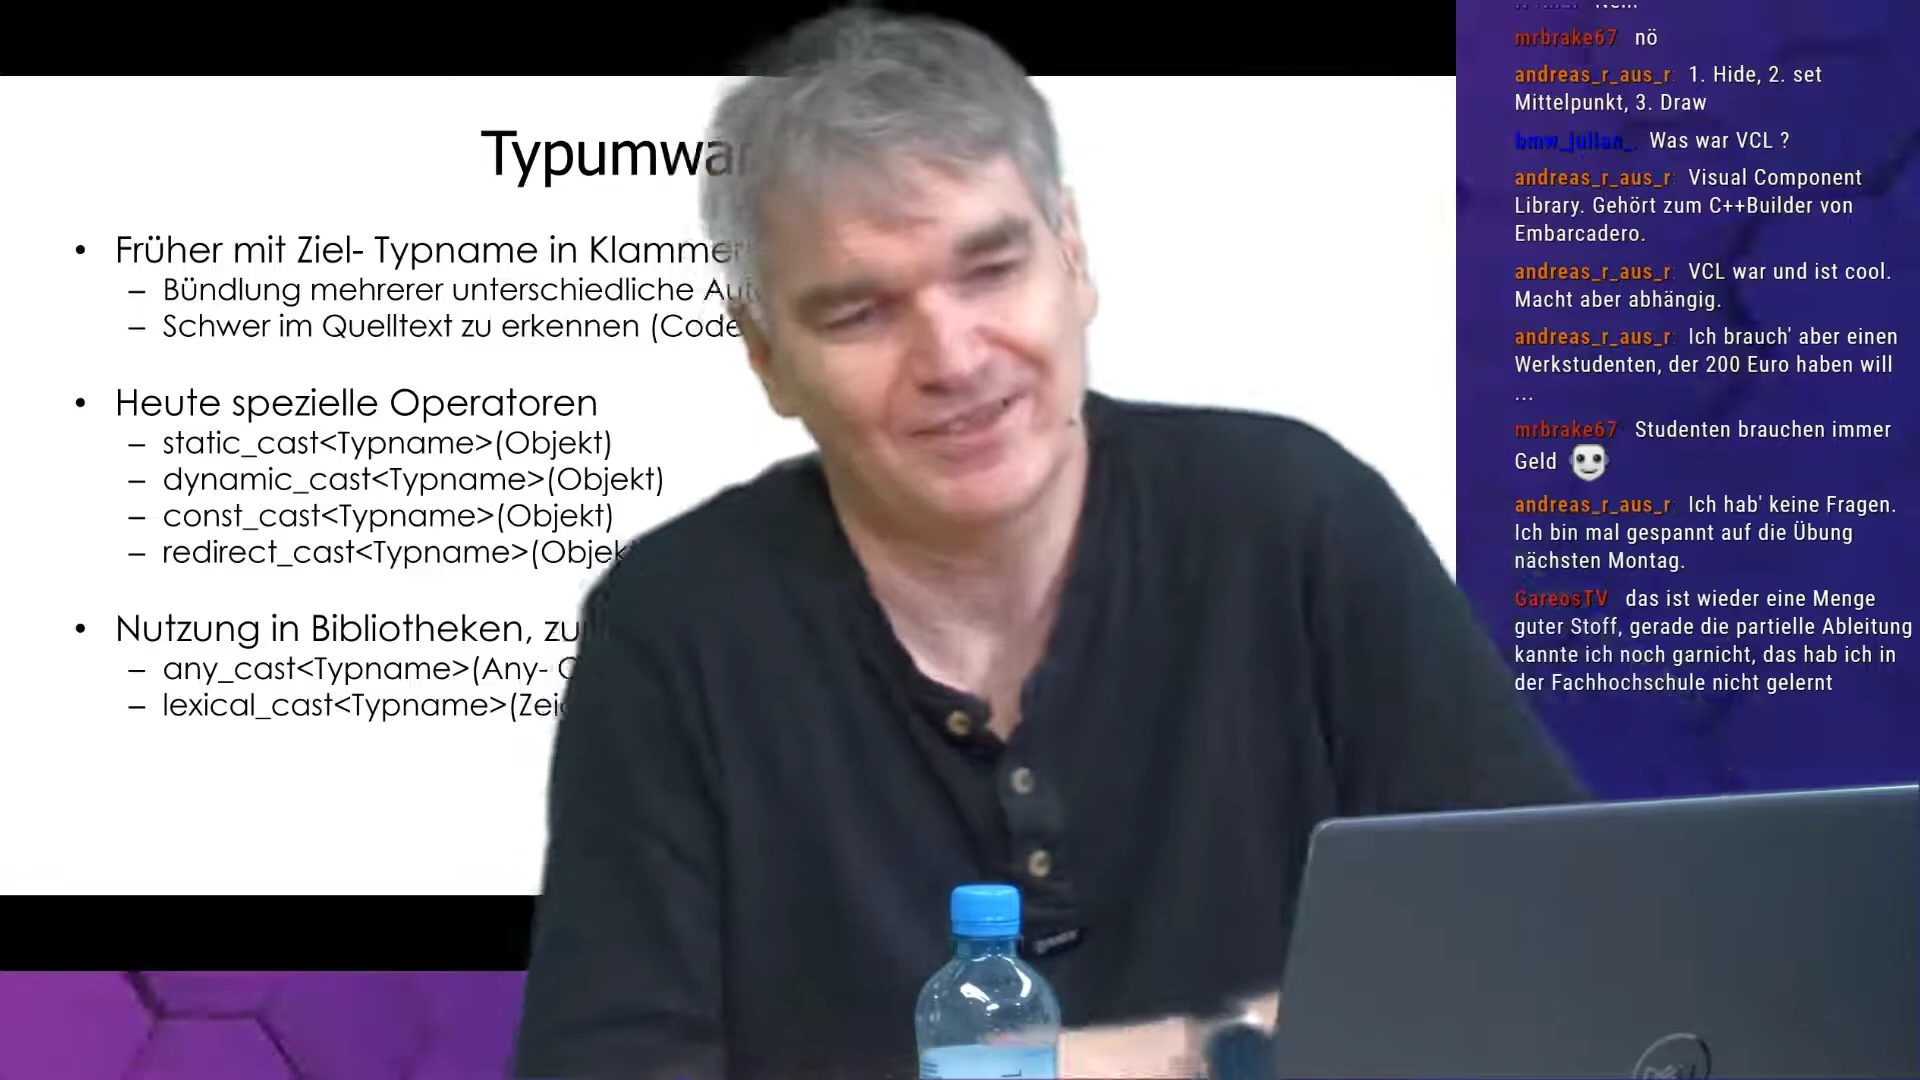 Typumwa
• Früher mit Ziel- Typname in Klammer
– Bündlung mehrerer unterschiedliche
– Schwer im Quelltext zu erkennen (Code
• Heute spezielle Operatoren
– static_cast<Typname>(Objekt)
– dynamic_cast<Typname>(Objekt)
– const_cast<Typname>(Objekt)
– redirect_cast<Typname>(Objek
• Nutzung in Bibliotheken, zu
– any_cast<Typname>(Any-
– lexical_cast<Typname>(Zei
mrbrake67 nö
andreas_r_aus_r: 1. Hide, 2. set
Mittelpunkt, 3. Draw
bmw_julian_: Was war VCL ?
andreas_r_aus_r: Visual Component
Library. Gehört zum C++Builder von
Embarcadero.
andreas_r_aus_r: VCL war und ist cool.
Macht aber abhängig.
andreas_r_aus_r: Ich brauch' aber einen
Werkstudenten, der 200 Euro haben will
...
mrbrake67 Studenten brauchen immer
Geld
andreas_r_aus_r: Ich hab' keine Fragen.
Ich bin mal gespannt auf die Übung
nächsten Montag.
GareosTV das ist wieder eine Menge
guter Stoff, gerade die partielle Ableitung
kannte ich noch garnicht, das hab ich in
der Fachhochschule nicht gelernt
DELL